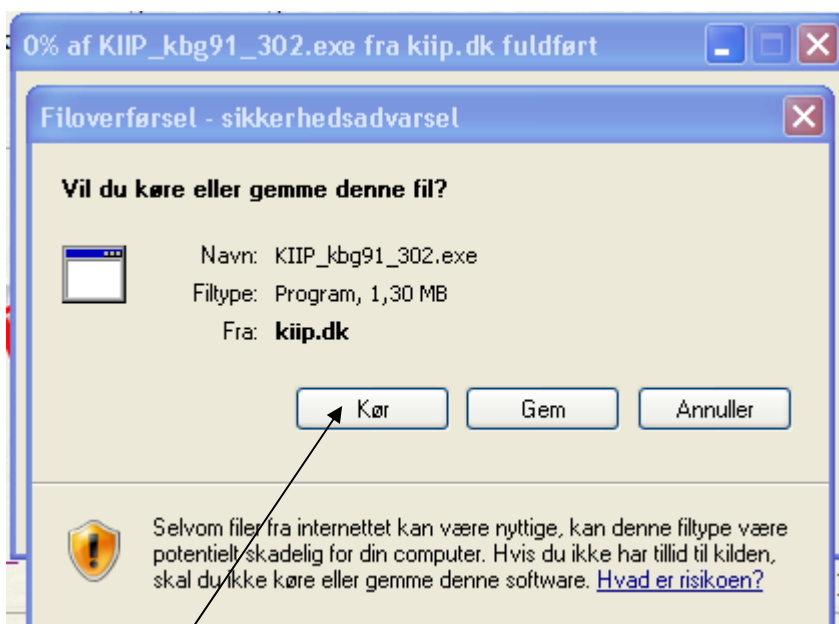 0% af KIIP_kbg91_302.exe fra kiip.dk fuldført
Filoverførsel - sikkerhedsadvarsel
Vil du køre eller gemme denne fil?
Navn: KIIP_kbg91_302.exe
Filtype: Program, 1,30 MB
Fra: kiip.dk
Kør Gem Annuller
Selvom filer fra internettet kan være nyttige, kan denne filtype være
potentielt skadelig for din computer. Hvis du ikke har tillid til kilden,
skal du ikke køre eller gemme denne software. Hvad er risikoen?